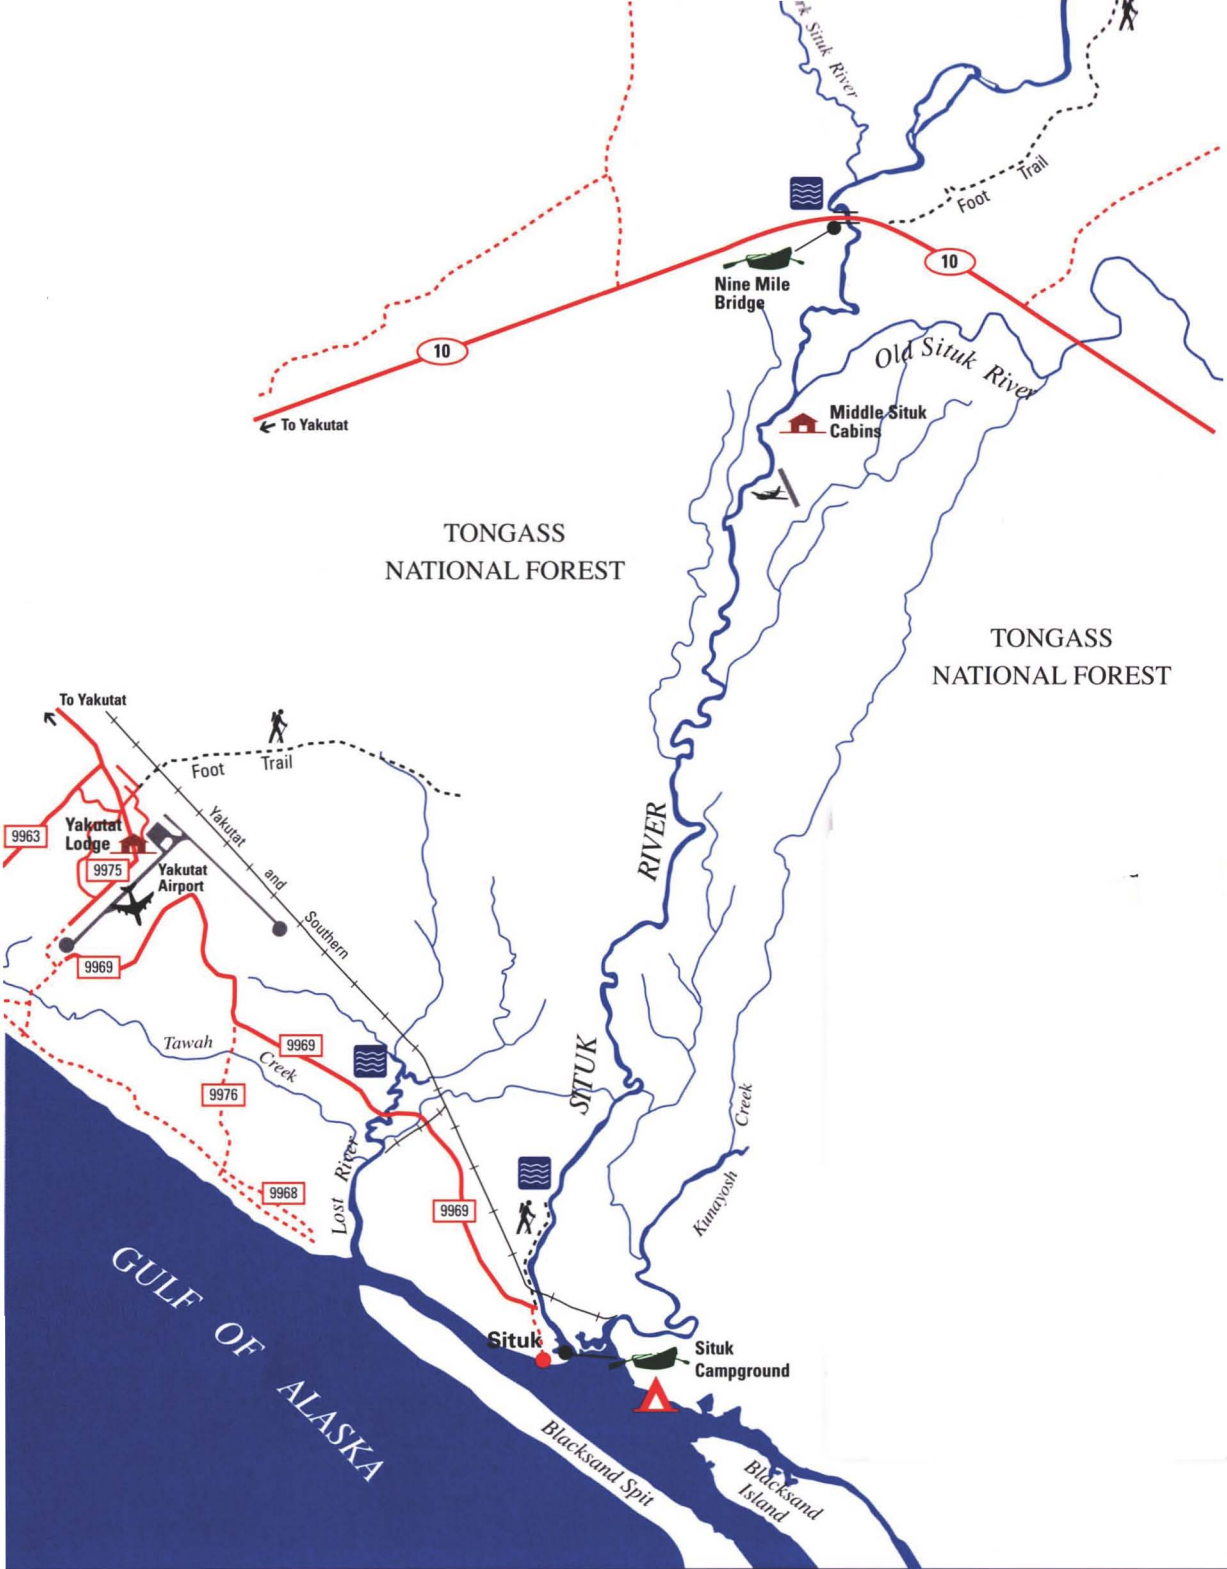 Situk River
Foot Trail
10
Nine Mile
Bridge
10
Old Situk River
To Yakutat
Middle Situk
Cabins
TONGASS
NATIONAL FOREST
TONGASS
NATIONAL FOREST
To Yakutat
Foot Trail
Yakutat and Southern
9963
Yakutat
Lodge
9975
Yakutat
Airport
9969
RIVER
SITUK
Tawah Creek
9969
9976
Lost River
9968
9969
Kunayosh Creek
Situk
Situk
Campground
GULF OF ALASKA
Blacksand Spit
Blacksand
Island